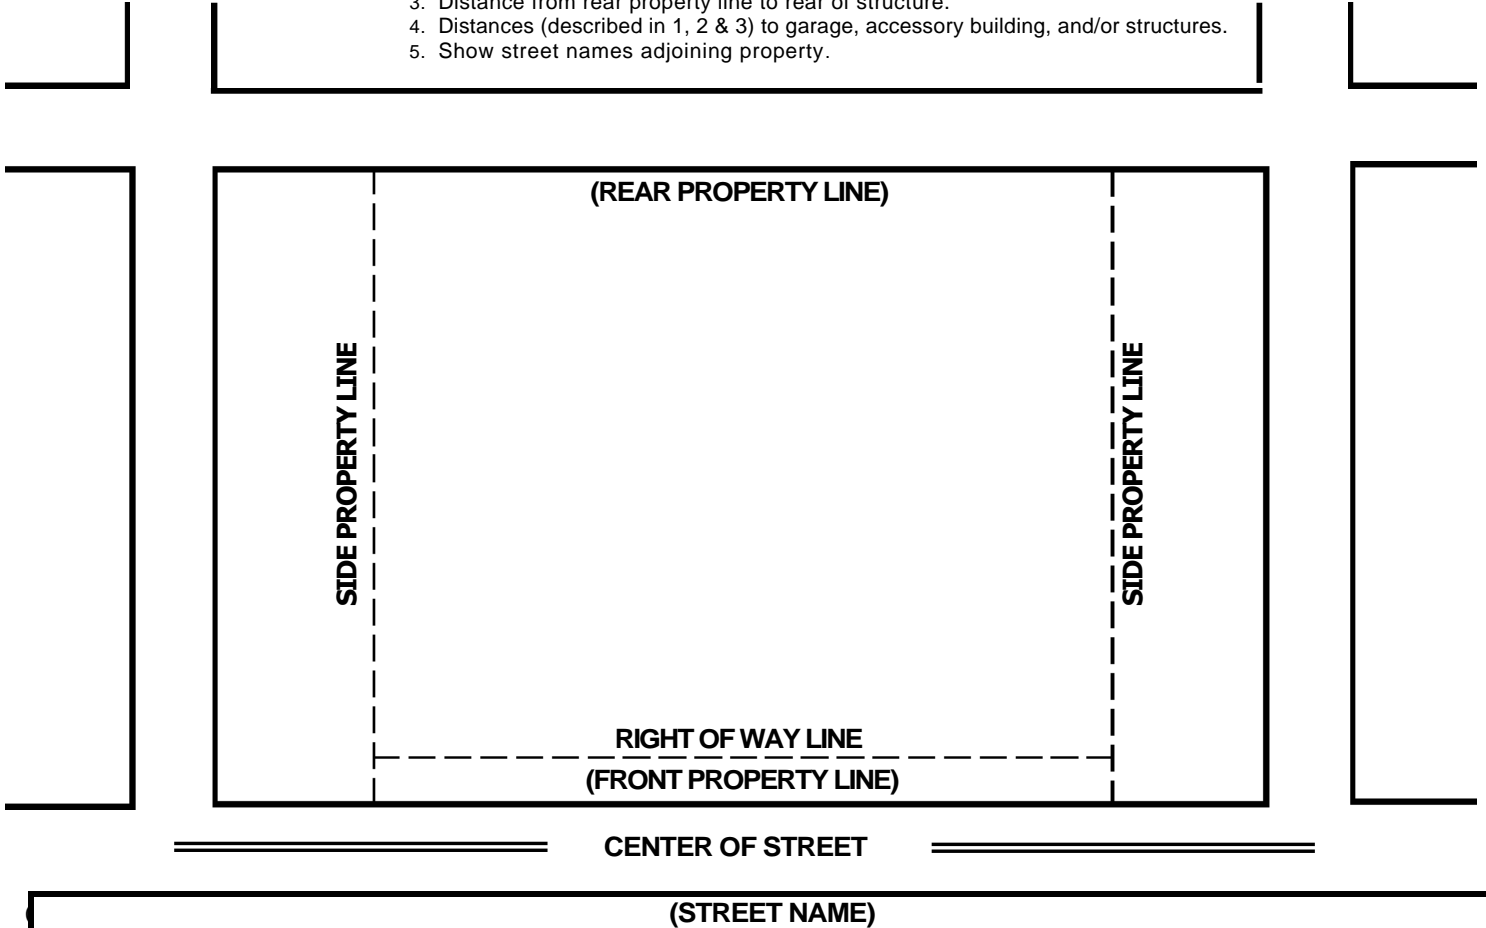 3. Distance from rear property line to rear of structure.
4. Distances (described in 1, 2 & 3) to garage, accessory building, and/or structures.
5. Show street names adjoining property.
(REAR PROPERTY LINE)
SIDE PROPERTY LINE
SIDE PROPERTY LINE
RIGHT OF WAY LINE
(FRONT PROPERTY LINE)
CENTER OF STREET
(STREET NAME)